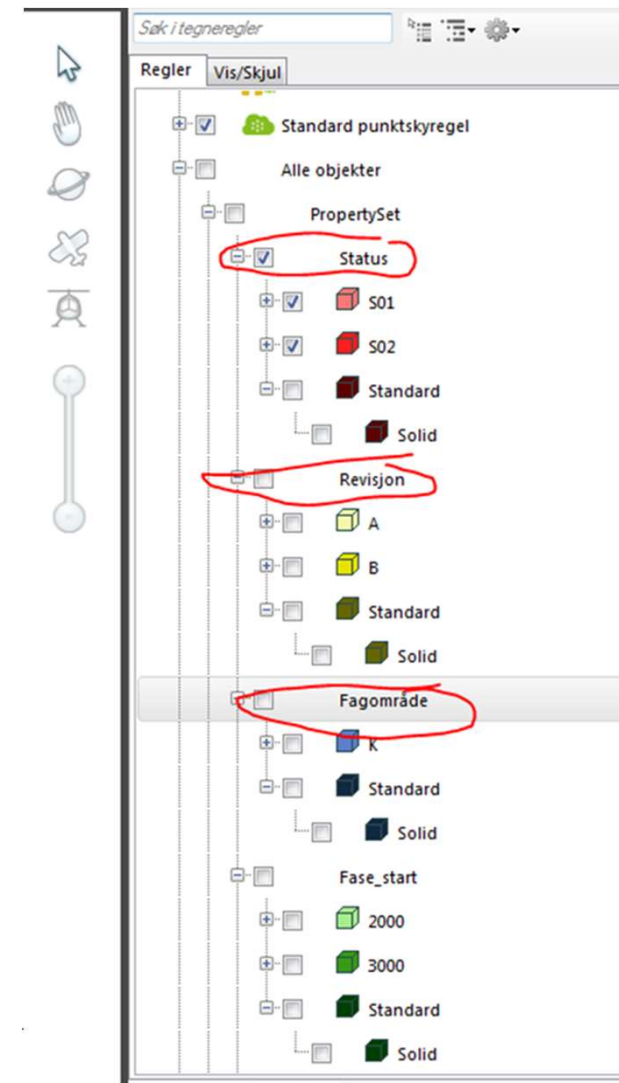 Søk i tegneregler
Regler Vis/Skjul
Standard punktskyregel
Alle objekter
PropertySet
Status
S01
S02
Standard
Solid
Revisjon
A
B
Standard
Solid
Fagområde
K
Standard
Solid
Fase_start
2000
3000
Standard
Solid